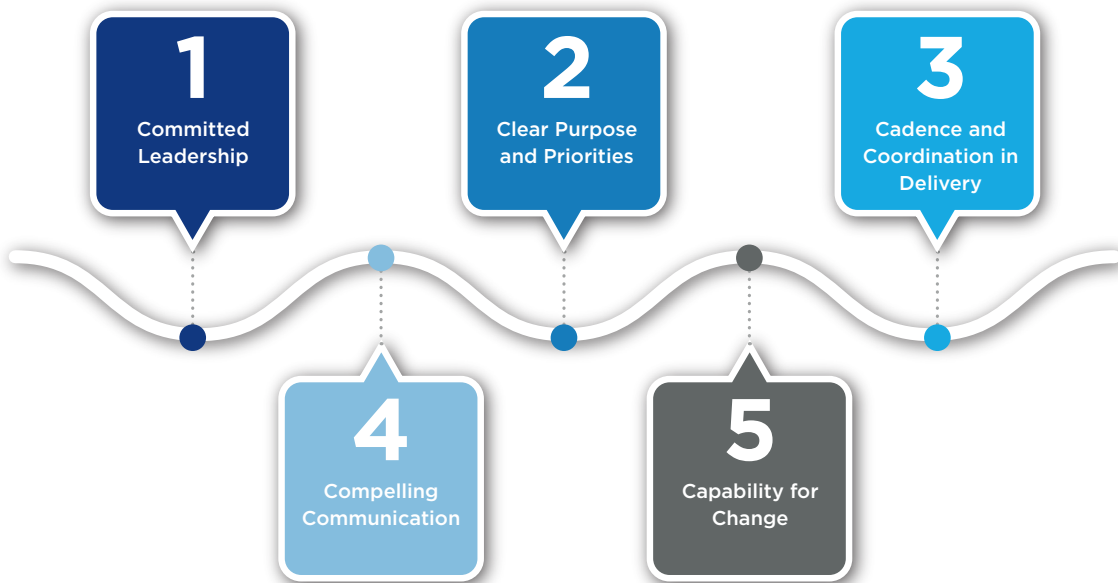 1
Committed
Leadership
2
Clear Purpose
and Priorities
3
Cadence and
Coordination in
Delivery
4
Compelling
Communication
5
Capability for
Change